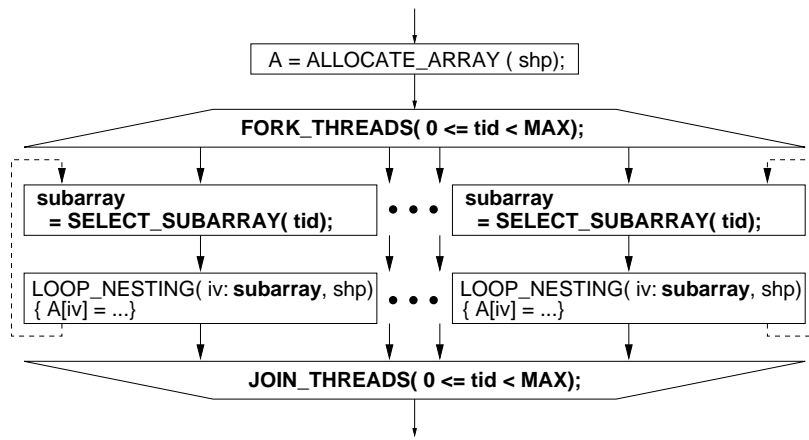 A = ALLOCATE_ARRAY ( shp);
FORK_THREADS( 0 <= tid < MAX);
subarray
= SELECT_SUBARRAY( tid);
• • •
subarray
= SELECT_SUBARRAY( tid);
LOOP_NESTING( iv: subarray, shp)
{ A[iv] = ...}
• • •
LOOP_NESTING( iv: subarray, shp)
{ A[iv] = ...}
JOIN_THREADS( 0 <= tid < MAX);